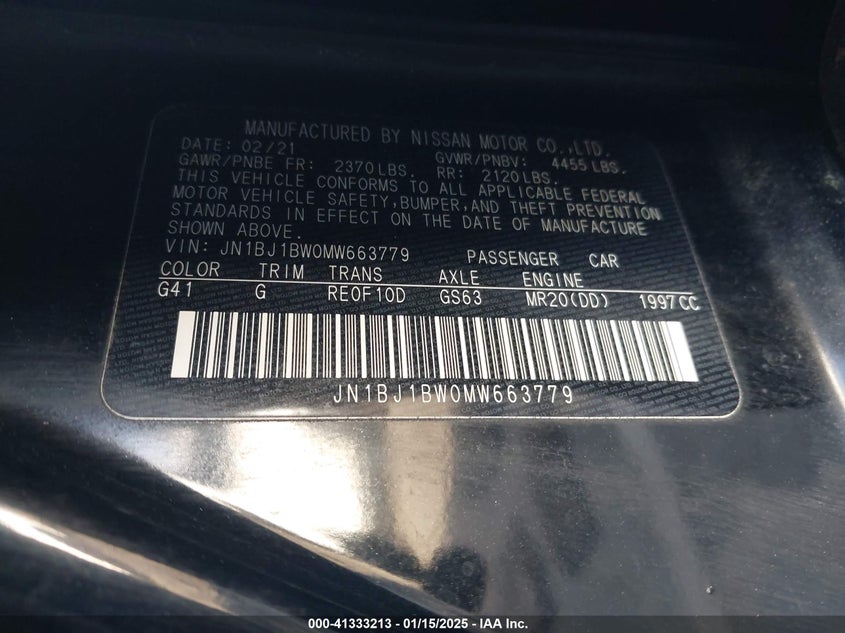 MANUFACTURED BY NISSAN MOTOR CO.,LTD.
DATE: 02/21 GVWR/PNBV: 4455 LBS.
GAWR/PNBE FR: 2370LBS. RR: 2120LBS.
THIS VEHICLE CONFORMS TO ALL APPLICABLE FEDERAL
MOTOR VEHICLE SAFETY,BUMPER,AND THEFT PREVENTION
STANDARDS IN EFFECT ON THE DATE OF MANUFACTURE
SHOWN ABOVE.
VIN: JN1BJ1BW0MW663779 PASSENGER CAR
COLOR TRIM TRANS AXLE ENGINE
G41 G RE0F10D GS63 MR20(DD) 1997CC
JN1BJ1BW0MW663779
000-41333213 - 01/15/2025 - IAA Inc.